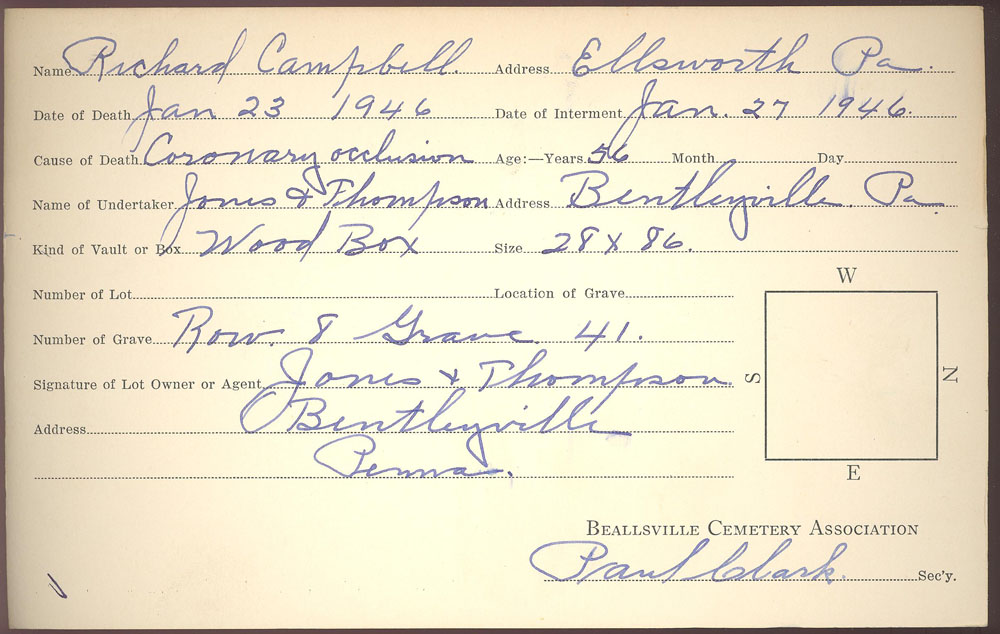 Name Richard Campbell. Address Ellsworth Pa.
Date of Death Jan 23 1946 Date of Interment Jan. 27 1946.
Cause of Death Coronary occlusion Age:—Years 56 Month Day
Name of Undertaker Jones & Thompson Address Bentleyville. Pa.
Kind of Vault or Box Wood Box Size 28 X 86.
Number of Lot Location of Grave
W
Number of Grave Row. 8 Grave 41.
S N
Signature of Lot Owner or Agent Jones & Thompson
Address Bentleyville
Penna.
E
BEALLSVILLE CEMETERY ASSOCIATION
Paul Clark. Sec'y.